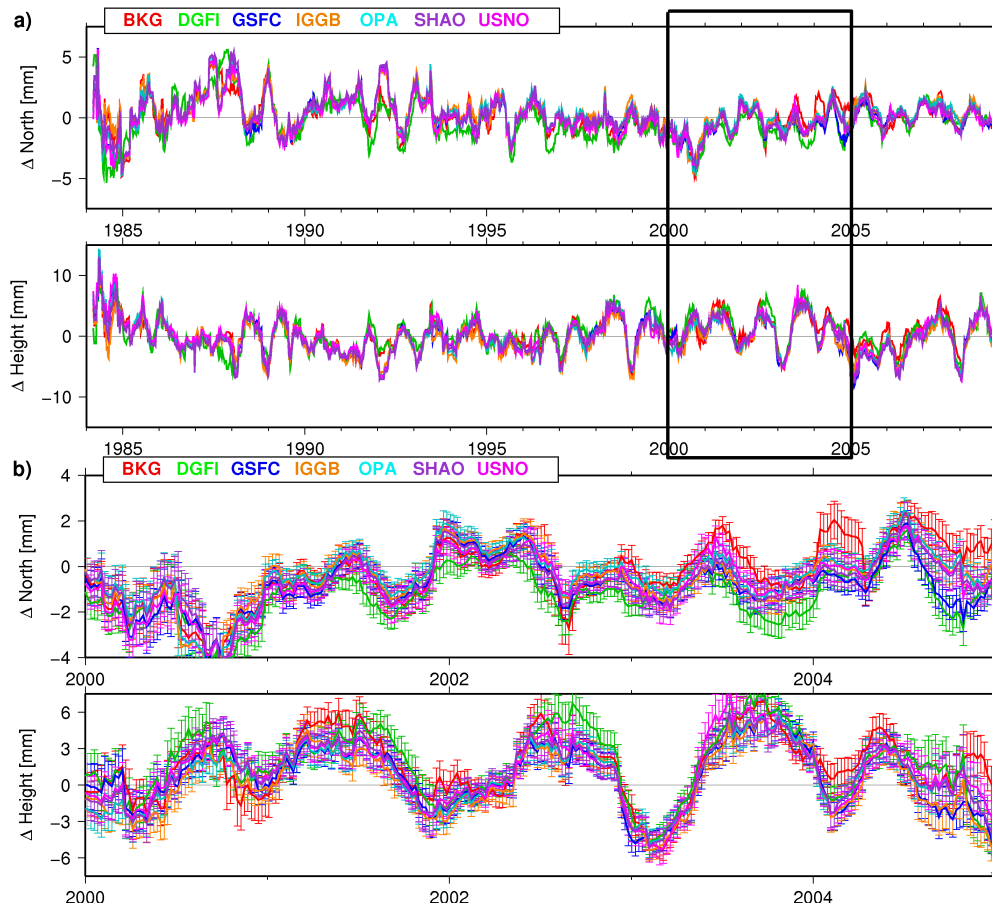 a)
BKG DGFI GSFC IGGB OPA SHAO USNO
Δ North [mm]
5
0
−5
1985 1990 1995 2000 2005
Δ Height [mm]
10
0
−10
1985 1990 1995 2000 2005
b)
BKG DGFI GSFC IGGB OPA SHAO USNO
Δ North [mm]
4
2
0
−2
−4
2000 2002 2004
Δ Height [mm]
6
3
0
−3
−6
2000 2002 2004